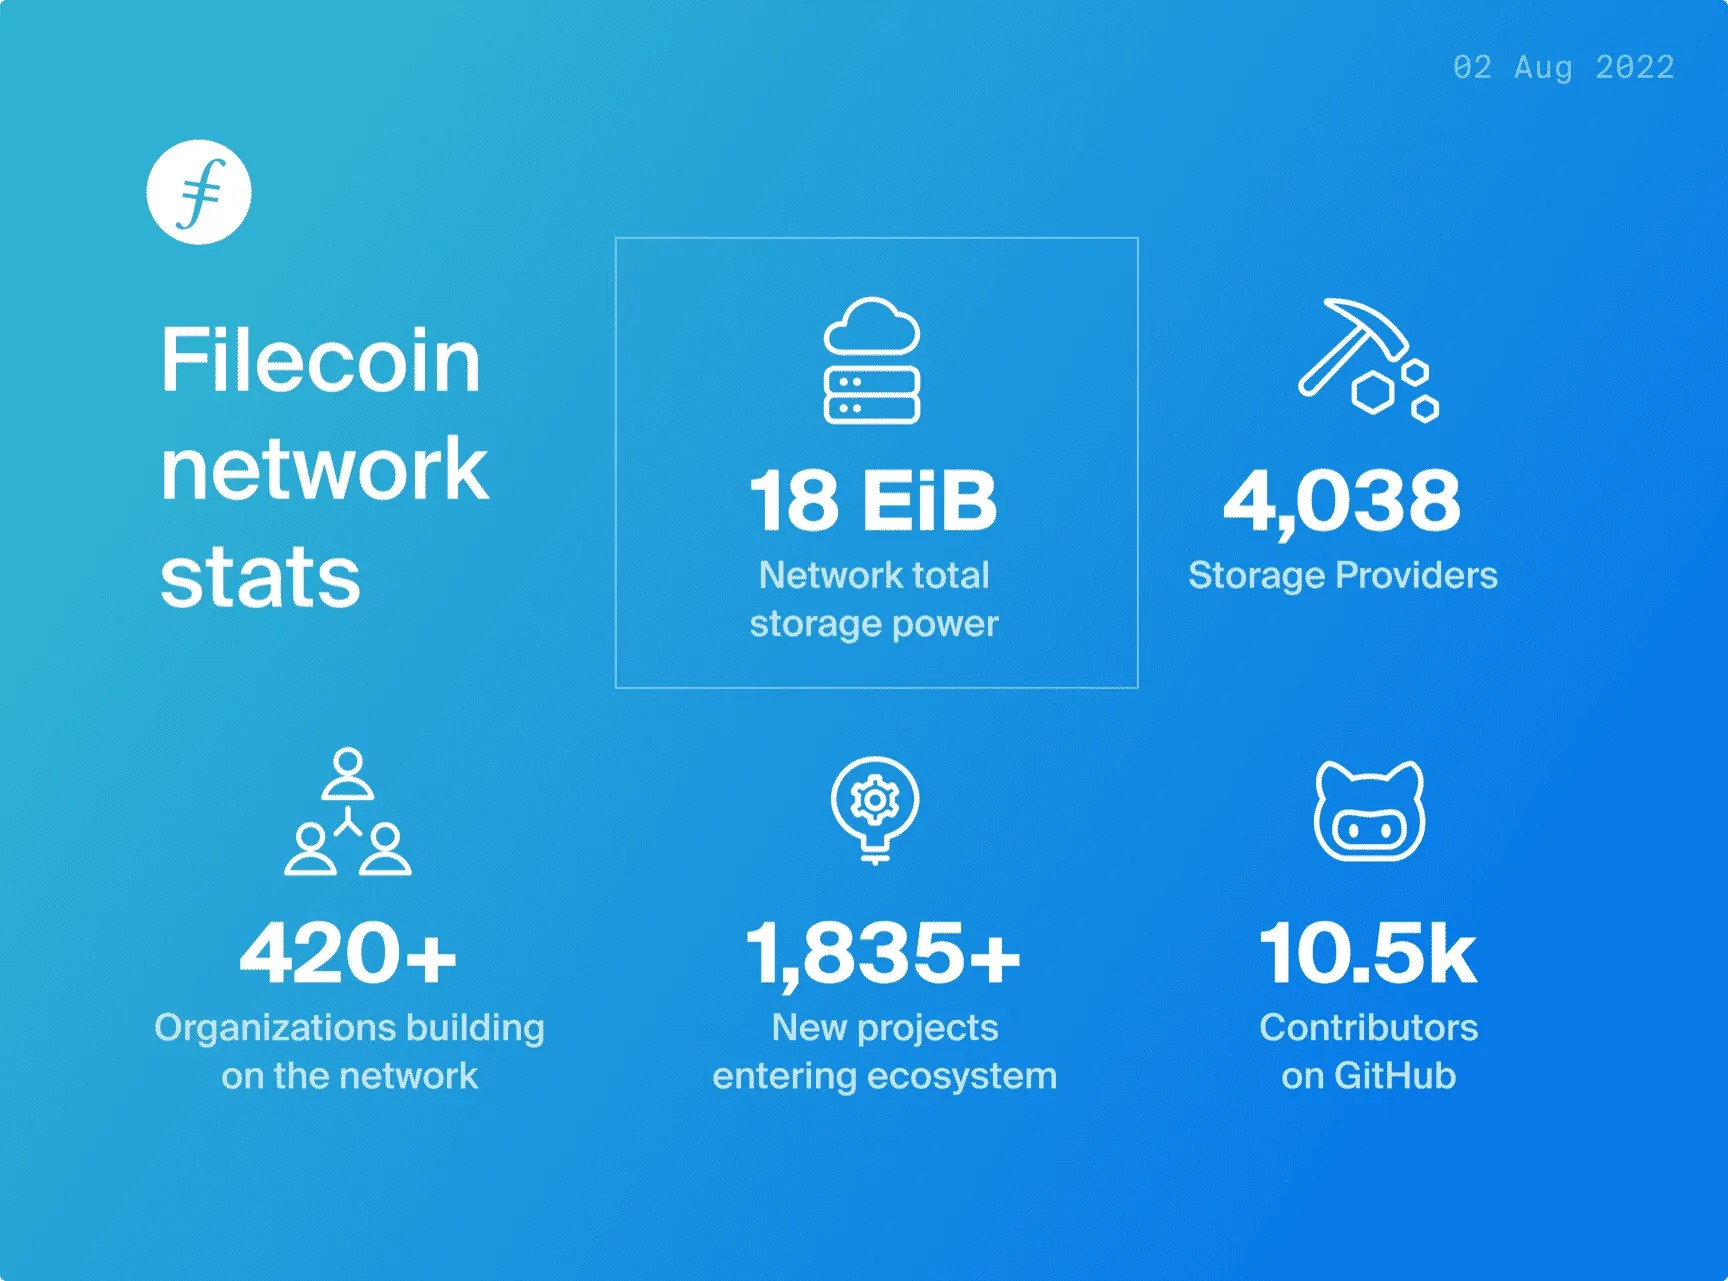 02 Aug 2022
Filecoin
network
stats
18 EiB
Network total
storage power
4,038
Storage Providers
420+
Organizations building
on the network
1,835+
New projects
entering ecosystem
10.5k
Contributors
on GitHub